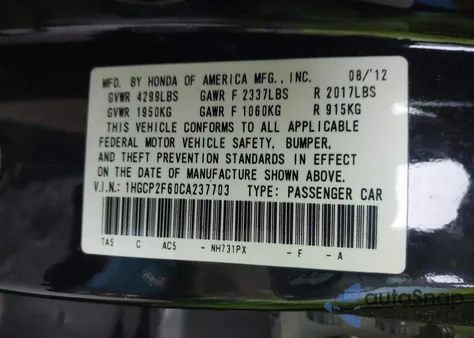 MFD. BY HONDA OF AMERICA MFG., INC. 08/'12
GVWR 4299LBS GAWR F 2337LBS R 2017LBS
GVWR 1950KG GAWR F 1060KG R 915KG
THIS VEHICLE CONFORMS TO ALL APPLICABLE
FEDERAL MOTOR VEHICLE SAFETY, BUMPER,
AND THEFT PREVENTION STANDARDS IN EFFECT
ON THE DATE OF MANUFACTURE SHOWN ABOVE.
V.I.N.: 1HGCP2F60CA237703 TYPE: PASSENGER CAR
TA5 C AC5 - NH731PX - F - A
autoSnap